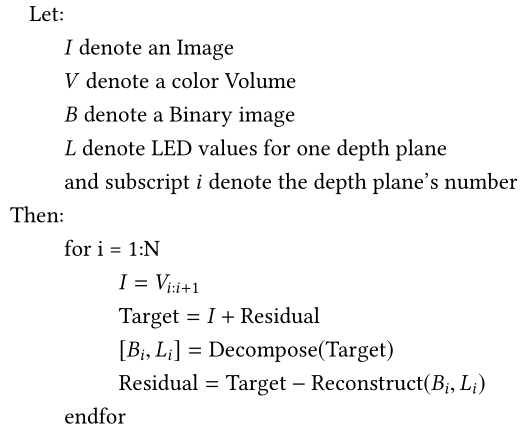 Let:
I denote an Image
V denote a color Volume
B denote a Binary image
L denote LED values for one depth plane
and subscript i denote the depth plane's number
Then:
for i = 1:N
I = V_{i:i+1}
Target = I + Residual
[B_i, L_i] = Decompose(Target)
Residual = Target − Reconstruct(B_i, L_i)
endfor